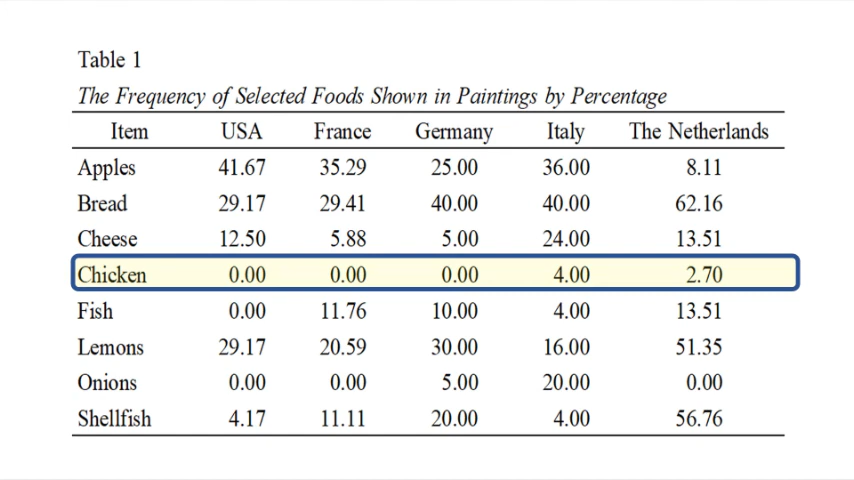 Table 1
The Frequency of Selected Foods Shown in Paintings by Percentage
Item USA France Germany Italy The Netherlands
Apples 41.67 35.29 25.00 36.00 8.11
Bread 29.17 29.41 40.00 40.00 62.16
Cheese 12.50 5.88 5.00 24.00 13.51
Chicken 0.00 0.00 0.00 4.00 2.70
Fish 0.00 11.76 10.00 4.00 13.51
Lemons 29.17 20.59 30.00 16.00 51.35
Onions 0.00 0.00 5.00 20.00 0.00
Shellfish 4.17 11.11 20.00 4.00 56.76